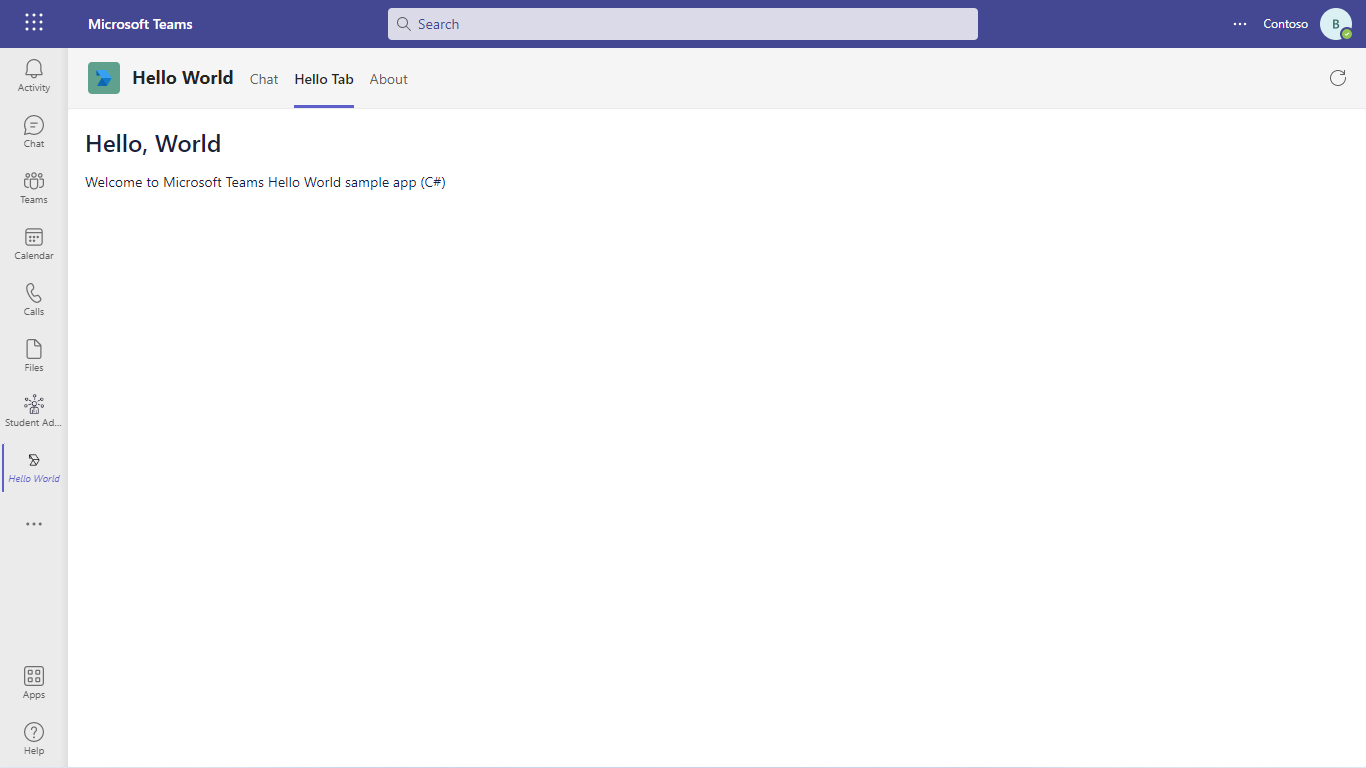 Microsoft Teams
Search
Contoso
B
Activity
Chat
Teams
Calendar
Calls
Files
Student Ad...
Hello World
Apps
Help
Hello World
Chat
Hello Tab
About
Hello, World
Welcome to Microsoft Teams Hello World sample app (C#)